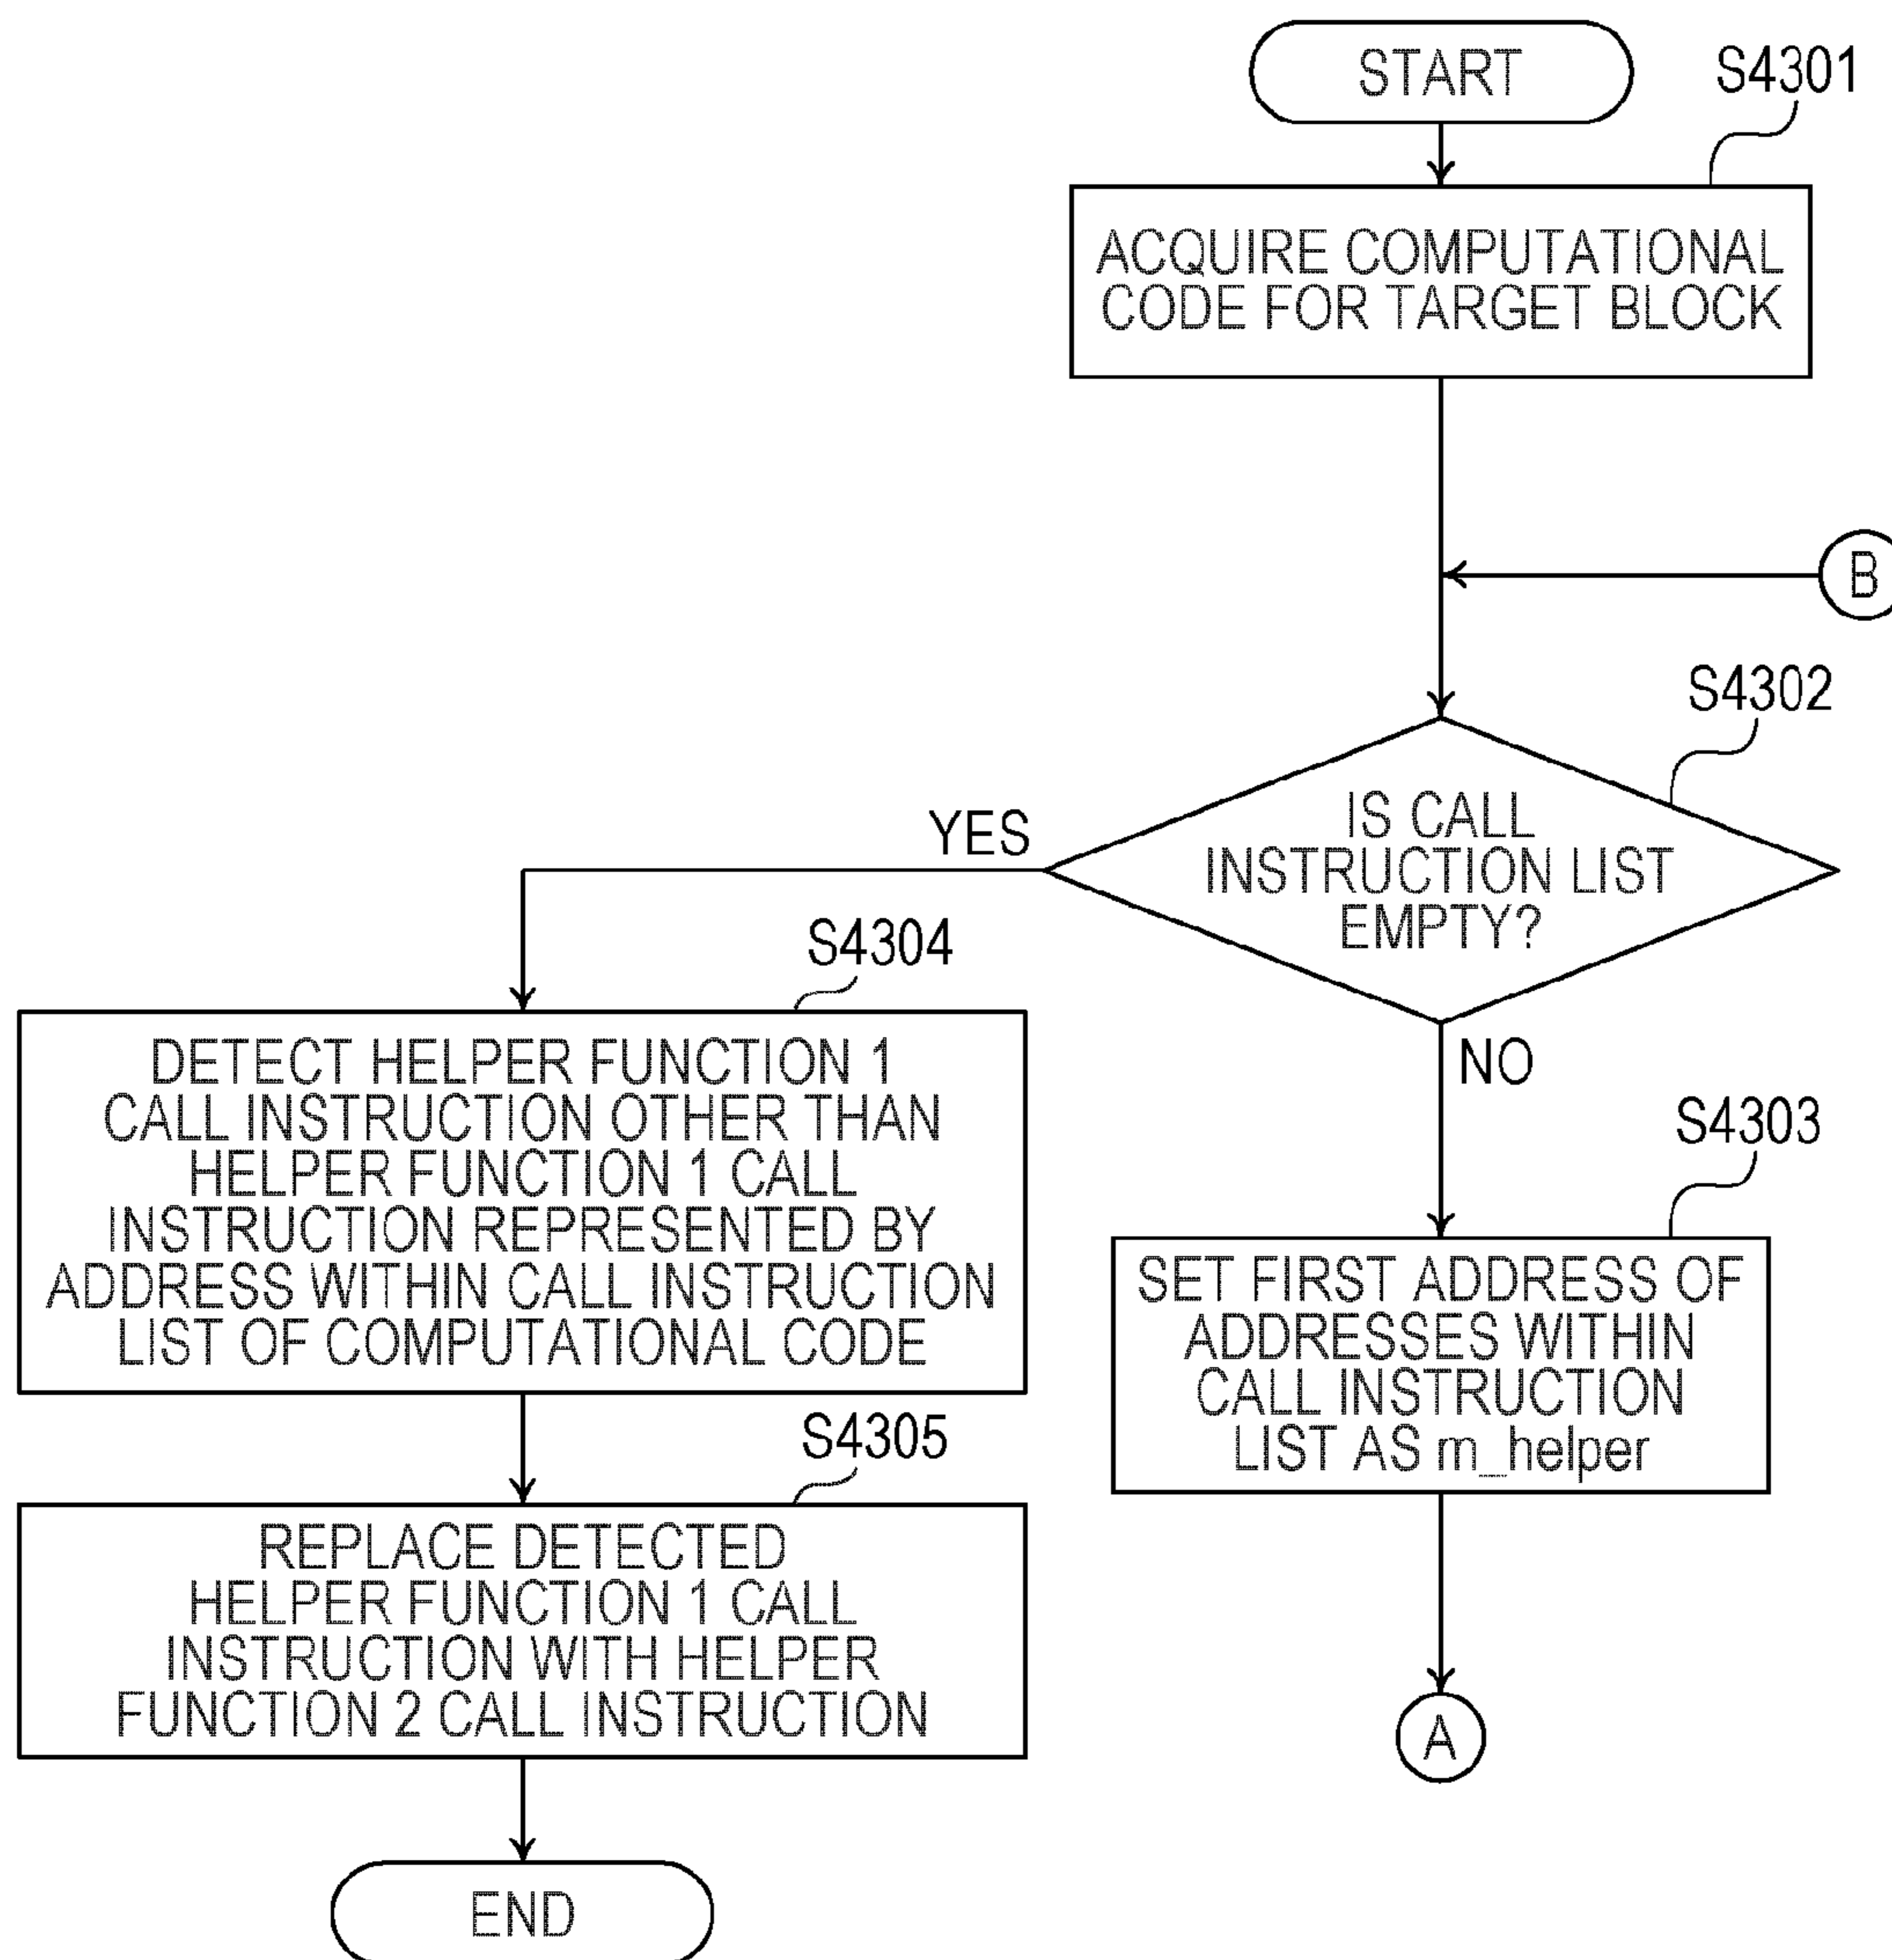 START
S4301
ACQUIRE COMPUTATIONAL
CODE FOR TARGET BLOCK
B
S4302
IS CALL
INSTRUCTION LIST
EMPTY?
YES
NO
S4304
DETECT HELPER FUNCTION 1
CALL INSTRUCTION OTHER THAN
HELPER FUNCTION 1 CALL
INSTRUCTION REPRESENTED BY
ADDRESS WITHIN CALL INSTRUCTION
LIST OF COMPUTATIONAL CODE
S4303
SET FIRST ADDRESS OF
ADDRESSES WITHIN
CALL INSTRUCTION
LIST AS m_helper
S4305
REPLACE DETECTED
HELPER FUNCTION 1 CALL
INSTRUCTION WITH HELPER
FUNCTION 2 CALL INSTRUCTION
A
END